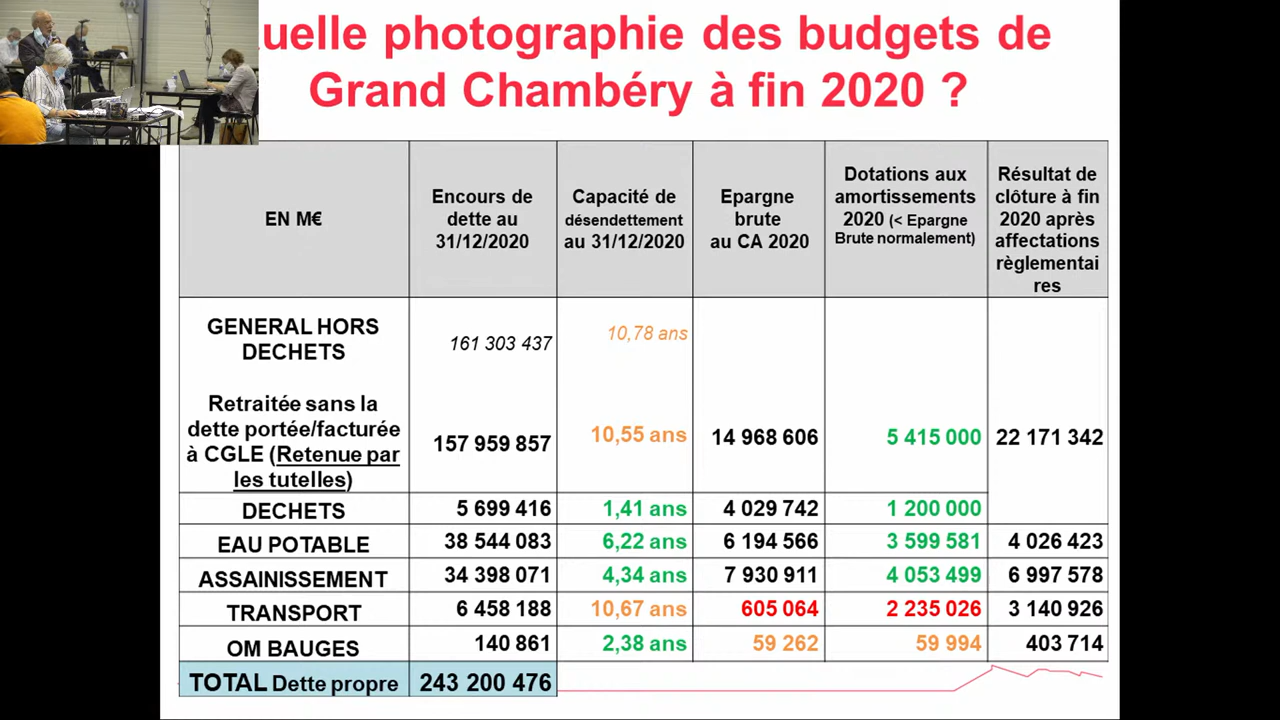 uelle photographie des budgets de
Grand Chambéry à fin 2020 ?
EN M€
Encours de
dette au
31/12/2020
Capacité de
désendettement
au 31/12/2020
Epargne
brute
au CA 2020
Dotations aux
amortissements
2020 (< Epargne
Brute normalement)
Résultat de
clôture à fin
2020 après
affectations
règlementai
res
GENERAL HORS
DECHETS
161 303 437
10,78 ans
Retraitée sans la
dette portée/facturée
à CGLE (Retenue par
les tutelles)
157 959 857
10,55 ans
14 968 606
5 415 000
22 171 342
DECHETS
5 699 416
1,41 ans
4 029 742
1 200 000
EAU POTABLE
38 544 083
6,22 ans
6 194 566
3 599 581
4 026 423
ASSAINISSEMENT
34 398 071
4,34 ans
7 930 911
4 053 499
6 997 578
TRANSPORT
6 458 188
10,67 ans
605 064
2 235 026
3 140 926
OM BAUGES
140 861
2,38 ans
59 262
59 994
403 714
TOTAL Dette propre
243 200 476